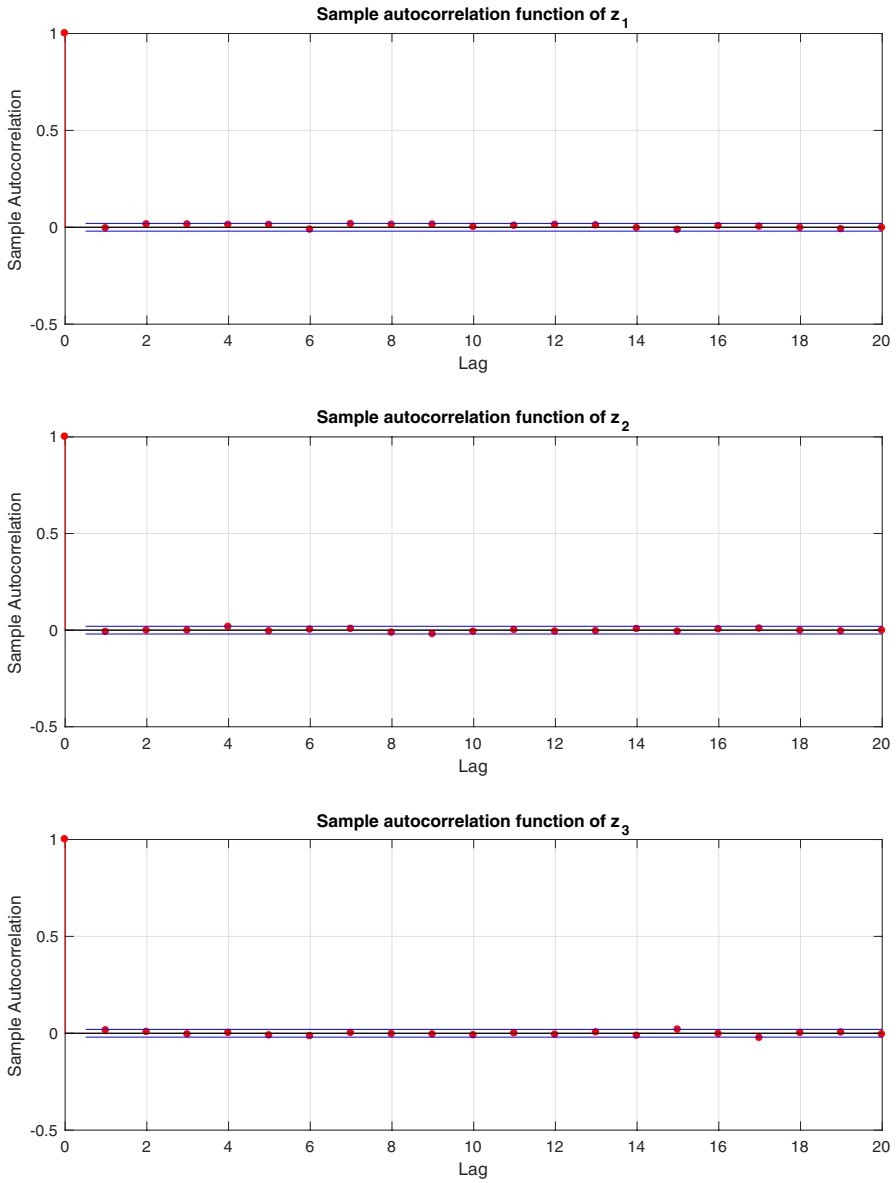 Sample autocorrelation function of z1
Sample Autocorrelation
1
0.5
0
-0.5
0 2 4 6 8 10 12 14 16 18 20
Lag
Sample autocorrelation function of z2
Sample Autocorrelation
1
0.5
0
-0.5
0 2 4 6 8 10 12 14 16 18 20
Lag
Sample autocorrelation function of z3
Sample Autocorrelation
1
0.5
0
-0.5
0 2 4 6 8 10 12 14 16 18 20
Lag